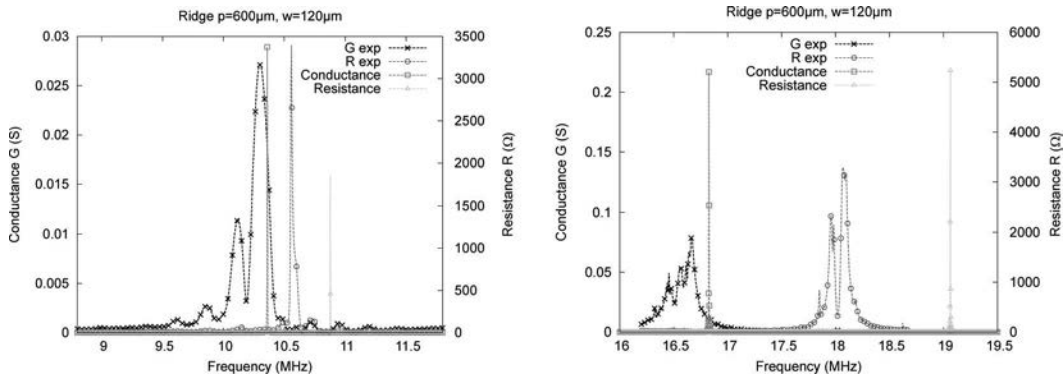 Ridge p=600μm, w=120μm
0.03
0.025
0.02
0.015
0.01
0.005
0
Conductance G (S)
G exp
R exp
Conductance
Resistance
3500
3000
2500
2000
1500
1000
500
0
Resistance R (Ω)
9 9.5 10 10.5 11 11.5
Frequency (MHz)
Ridge p=600μm, w=120μm
0.25
0.2
0.15
0.1
0.05
0
Conductance G (S)
G exp
R exp
Conductance
Resistance
6000
5000
4000
3000
2000
1000
0
Resistance R (Ω)
16 16.5 17 17.5 18 18.5 19 19.5
Frequency (MHz)